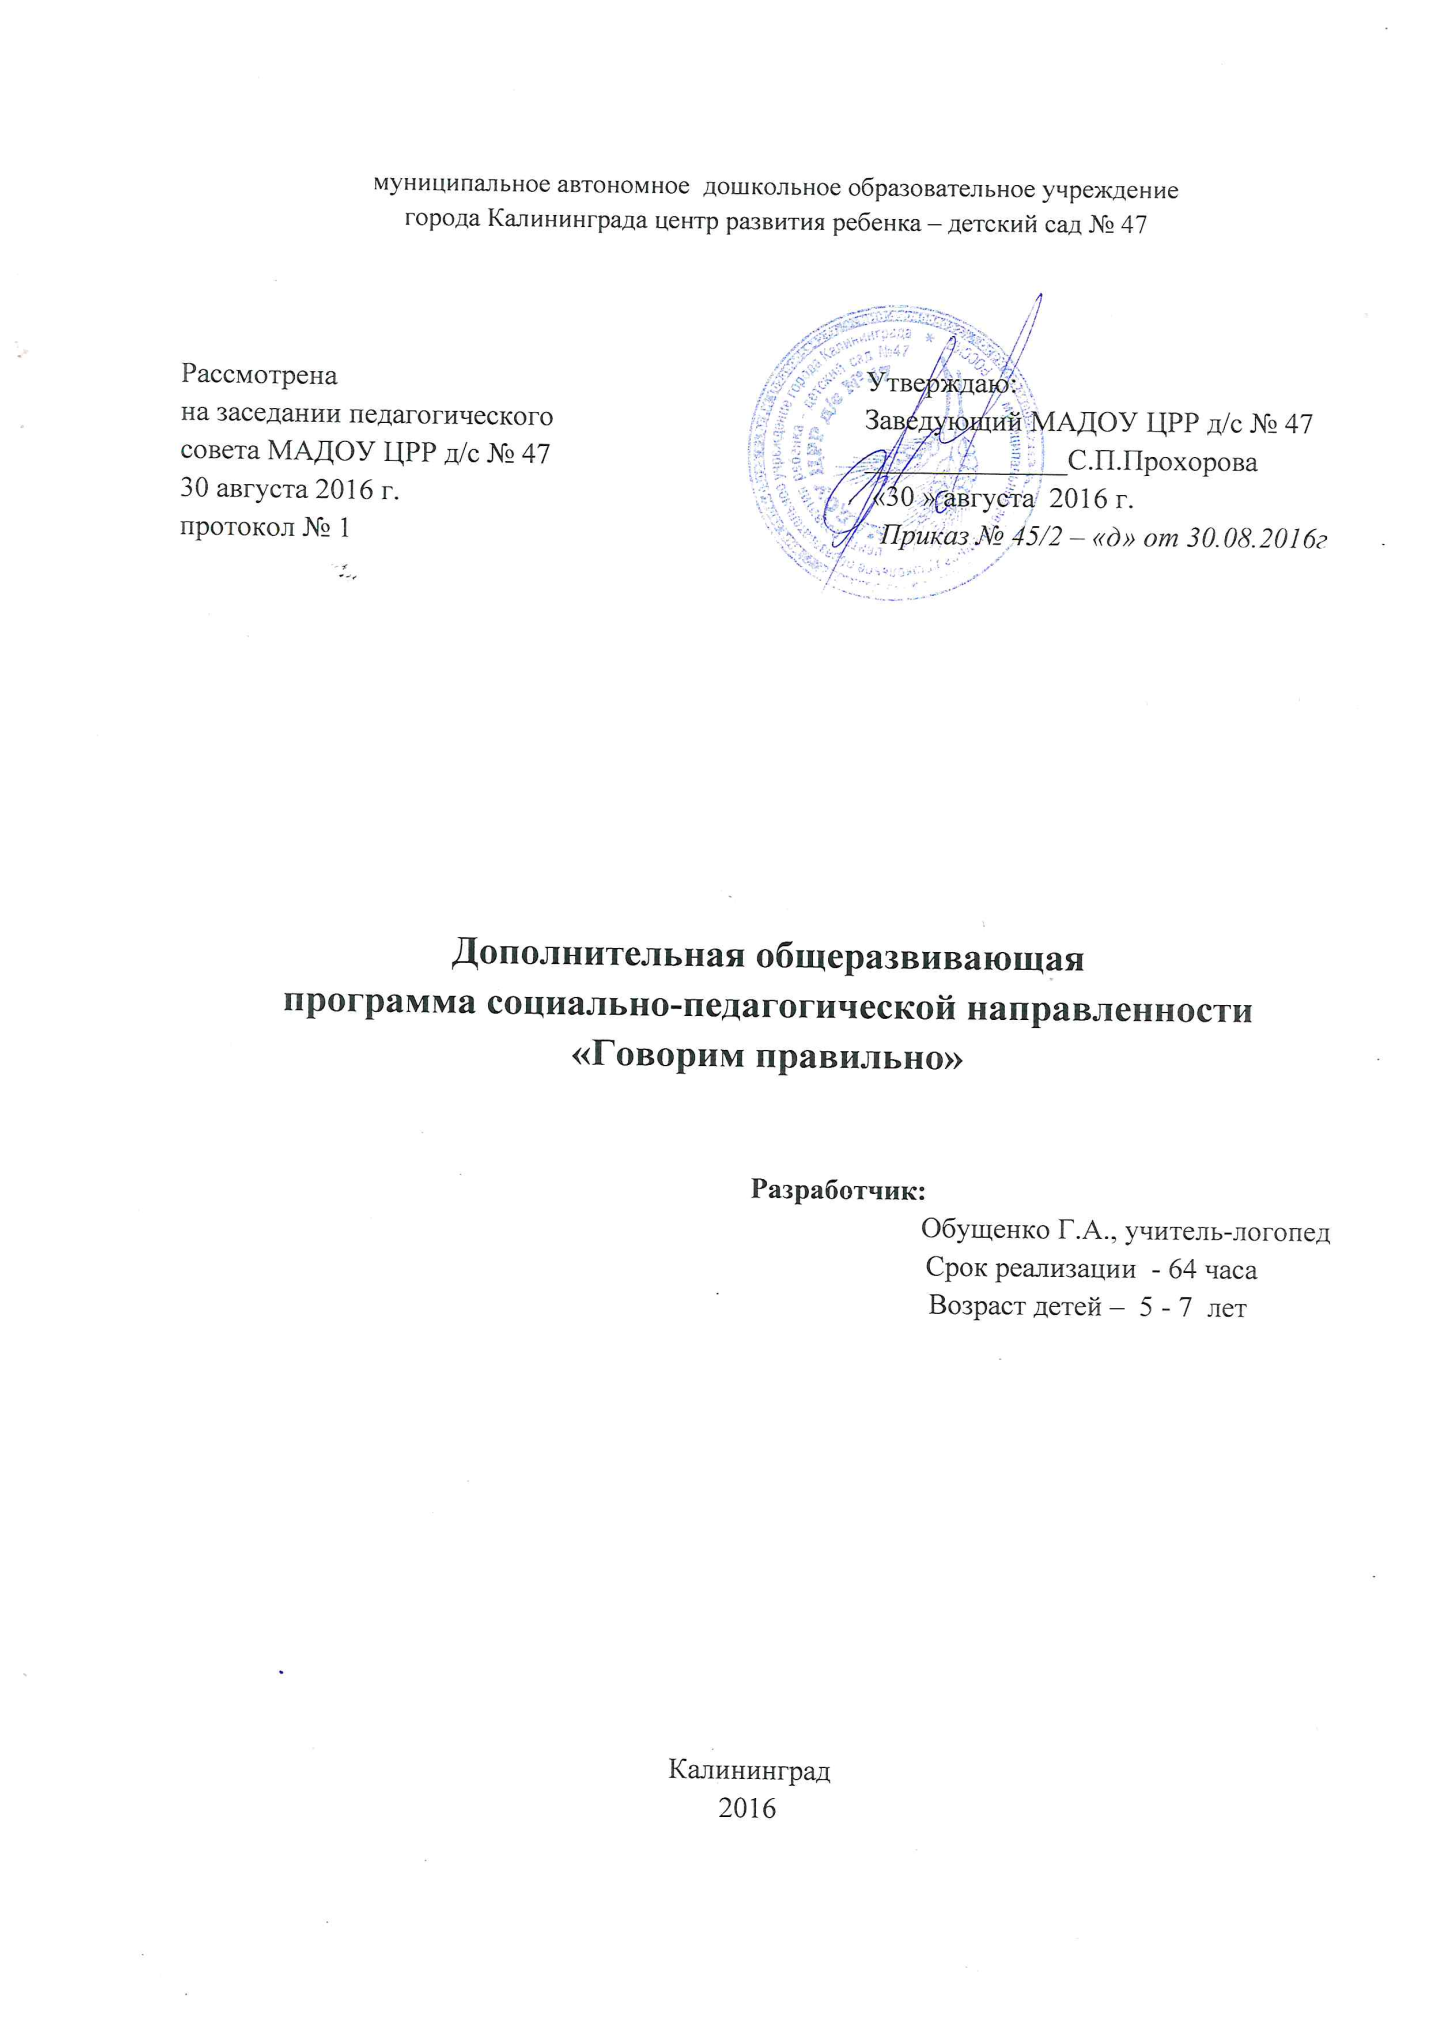 муниципальное автономное дошкольное образовательное учреждение
города Калининграда центр развития ребенка – детский сад № 47
Рассмотрена
на заседании педагогического
совета МАДОУ ЦРР д/с № 47
30 августа 2016 г.
протокол № 1
Утверждаю:
Заведующий МАДОУ ЦРР д/с № 47
_______________С.П.Прохорова
«30 » августа 2016 г.
Приказ № 45/2 – «д» от 30.08.2016г
Дополнительная общеразвивающая
программа социально-педагогической направленности
«Говорим правильно»
Разработчик:
Обущенко Г.А., учитель-логопед
Срок реализации - 64 часа
Возраст детей – 5 - 7 лет
Калининград
2016